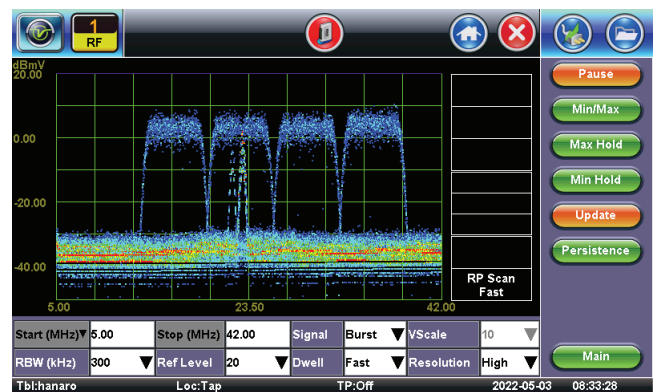 1
RF
dBmV
20.00
Pause
Min/Max
0.00
Max Hold
Min Hold
-20.00
Update
Persistence
-40.00
RP Scan
Fast
5.00 23.50 42.00
Start (MHz)▼ 5.00 Stop (MHz) 42.00 Signal Burst ▼ VScale 10 ▼
RBW (kHz) 300 ▼ Ref Level 20 ▼ Dwell Fast ▼ Resolution High ▼
Main
Tbl:hanaro Loc:Tap TP:Off 2022-05-03 08:33:28